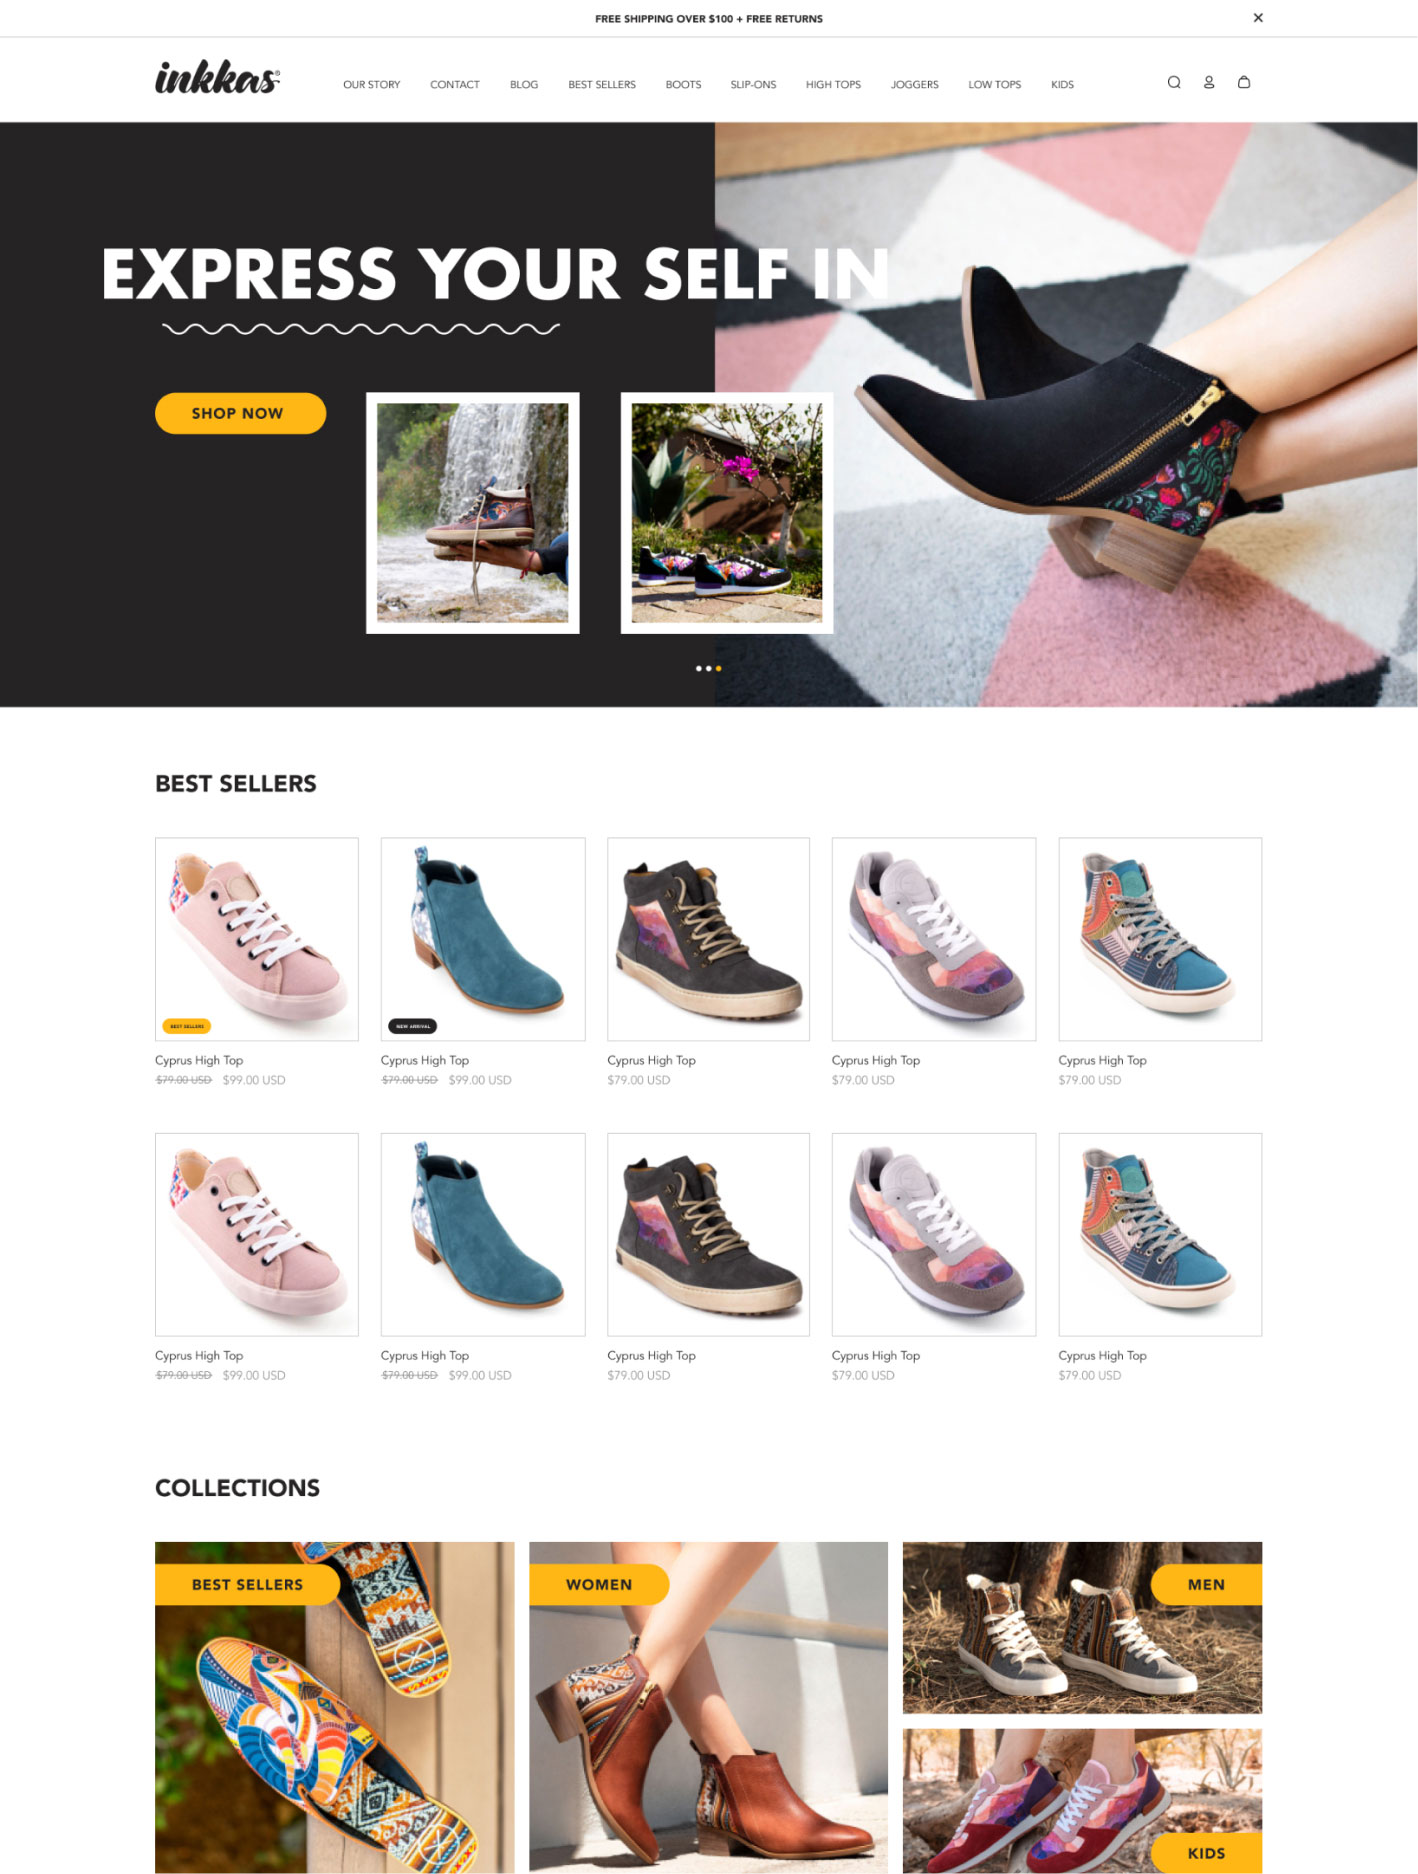 FREE SHIPPING OVER $100 + FREE RETURNS
inkkas®
OUR STORY CONTACT BLOG BEST SELLERS BOOTS SLIP-ONS HIGH TOPS JOGGERS LOW TOPS KIDS
EXPRESS YOUR SELF IN
SHOP NOW
BEST SELLERS
BEST SELLERS NEW ARRIVAL
Cyprus High Top Cyprus High Top Cyprus High Top Cyprus High Top Cyprus High Top
$79.00 USD $99.00 USD $79.00 USD $99.00 USD $79.00 USD $79.00 USD $79.00 USD
Cyprus High Top Cyprus High Top Cyprus High Top Cyprus High Top Cyprus High Top
$79.00 USD $99.00 USD $79.00 USD $99.00 USD $79.00 USD $79.00 USD $79.00 USD
COLLECTIONS
BEST SELLERS WOMEN MEN
KIDS